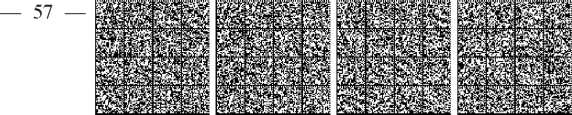 — 57 —